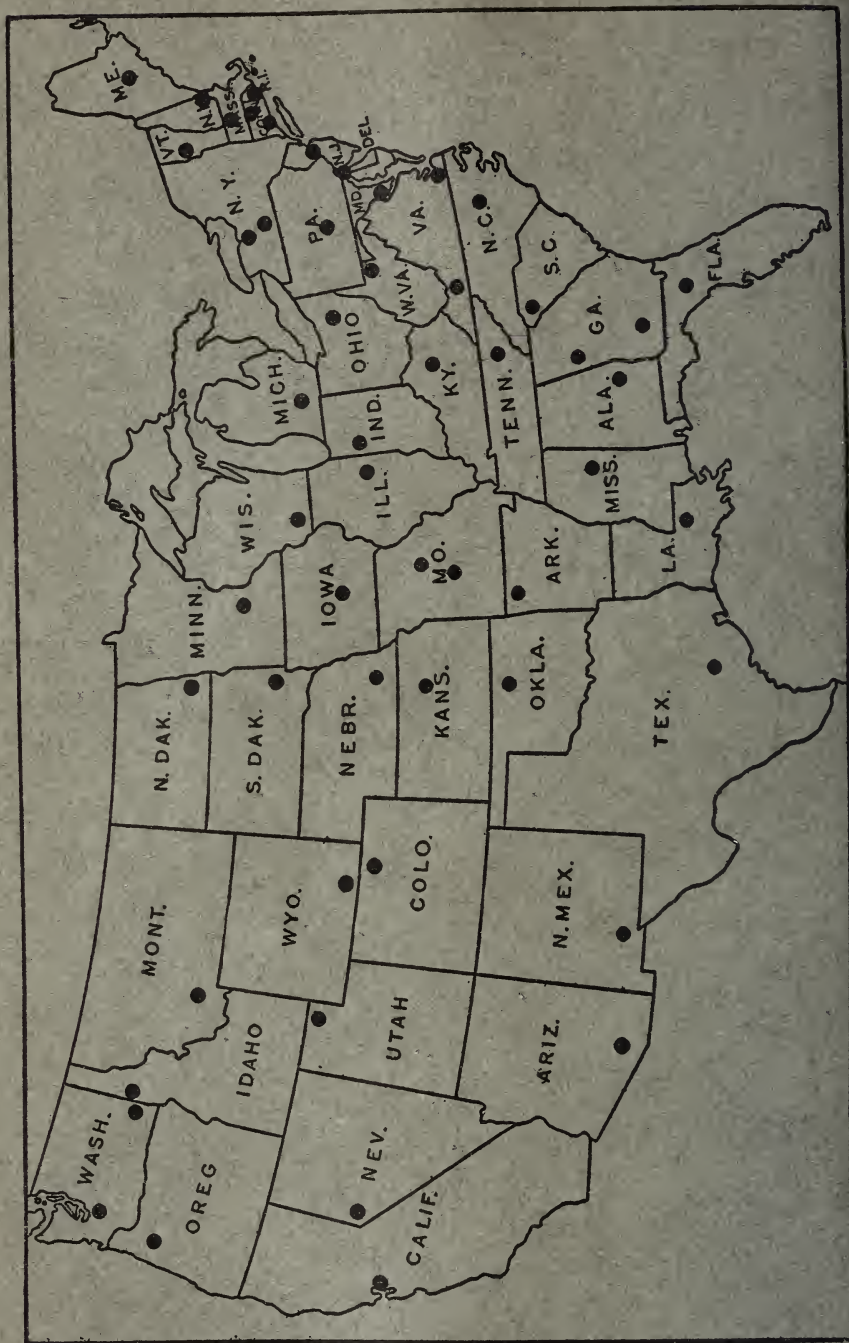 WASH.
OREG
CALIF.
NEV.
IDAHO
MONT.
WYO.
UTAH
ARIZ.
COLO.
N.MEX.
N. DAK.
S. DAK.
NEBR.
KANS.
OKLA.
TEX.
MINN.
IOWA
MO.
ARK.
LA.
WIS.
ILL.
MICH.
IND.
OHIO
KY.
TENN.
MISS.
ALA.
GA.
FLA.
S.C.
N.C.
VA.
W.VA.
MD.
DEL.
PA.
N.J.
N.Y.
VT.
N.H.
ME.
MASS.
CONN.
R.I.